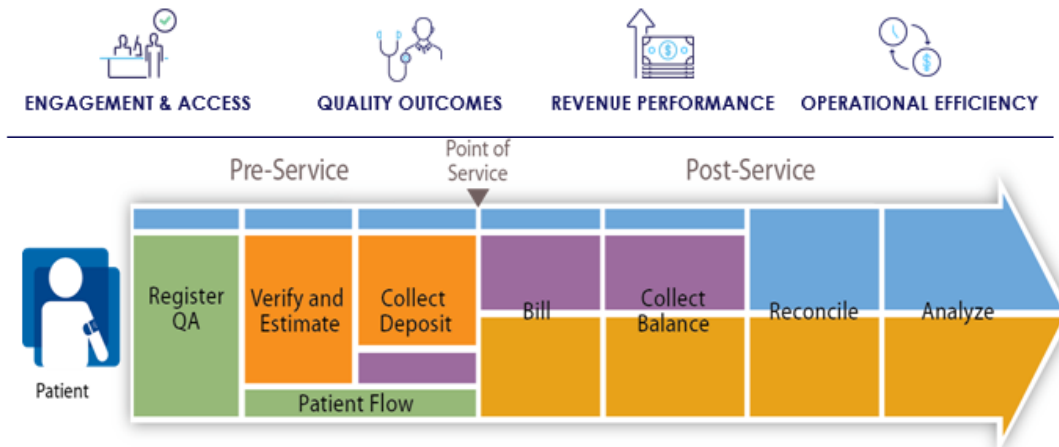 ENGAGEMENT & ACCESS
QUALITY OUTCOMES
REVENUE PERFORMANCE
OPERATIONAL EFFICIENCY
Pre-Service
Point of
Service
Post-Service
Patient
Register
QA
Verify and
Estimate
Collect
Deposit
Patient Flow
Bill
Collect
Balance
Reconcile
Analyze